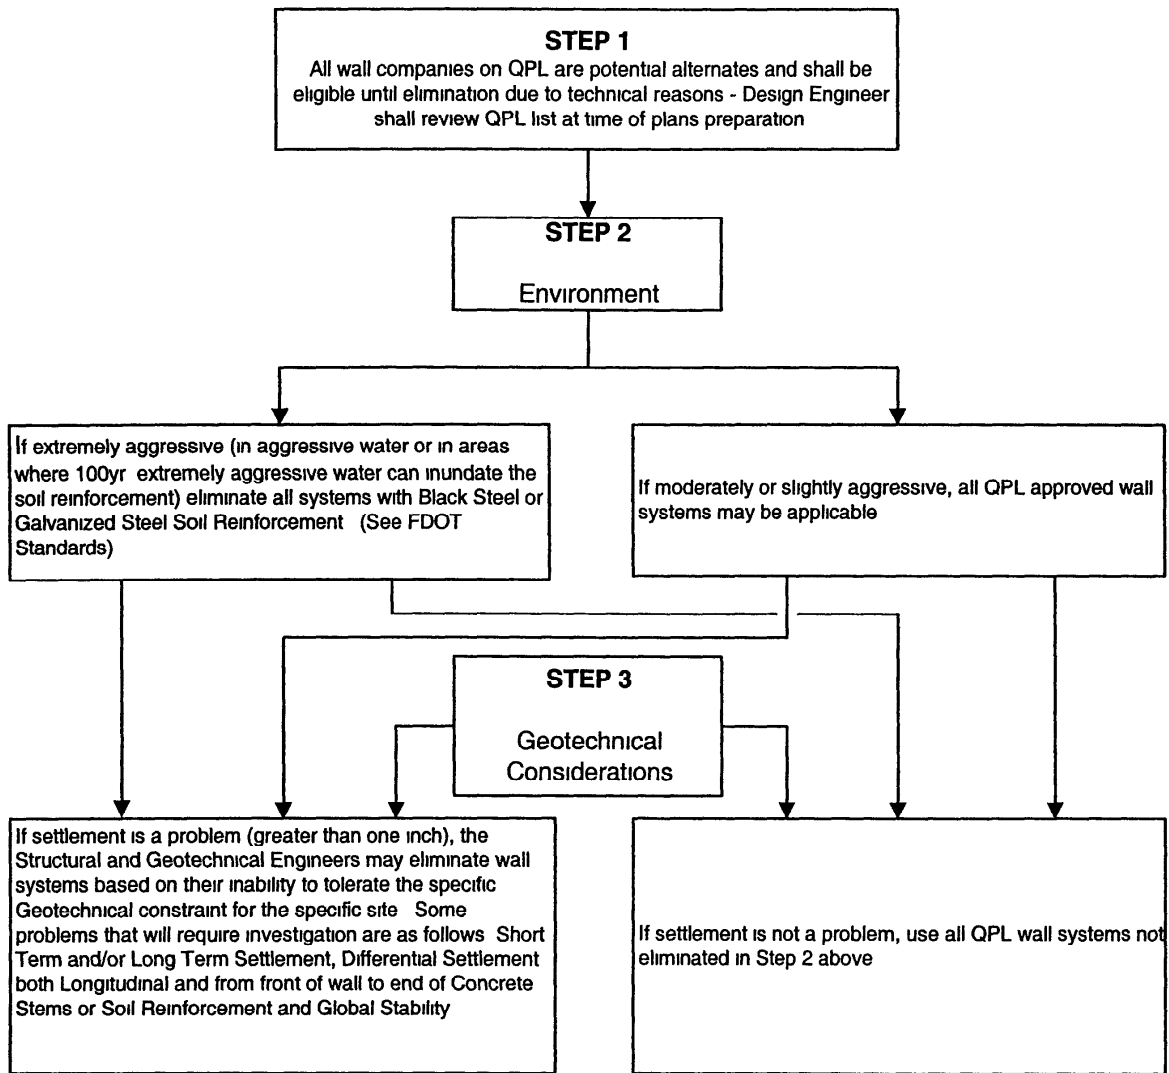 STEP 1
All wall companies on QPL are potential alternates and shall be
eligible until elimination due to technical reasons - Design Engineer
shall review QPL list at time of plans preparation
STEP 2
Environment
If extremely aggressive (in aggressive water or in areas
where 100yr extremely aggressive water can inundate the
soil reinforcement) eliminate all systems with Black Steel or
Galvanized Steel Soil Reinforcement (See FDOT
Standards)
If moderately or slightly aggressive, all QPL approved wall
systems may be applicable
STEP 3
Geotechnical
Considerations
If settlement is a problem (greater than one inch), the
Structural and Geotechnical Engineers may eliminate wall
systems based on their inability to tolerate the specific
Geotechnical constraint for the specific site Some
problems that will require investigation are as follows Short
Term and/or Long Term Settlement, Differential Settlement
both Longitudinal and from front of wall to end of Concrete
Stems or Soil Reinforcement and Global Stability
If settlement is not a problem, use all QPL wall systems not
eliminated in Step 2 above